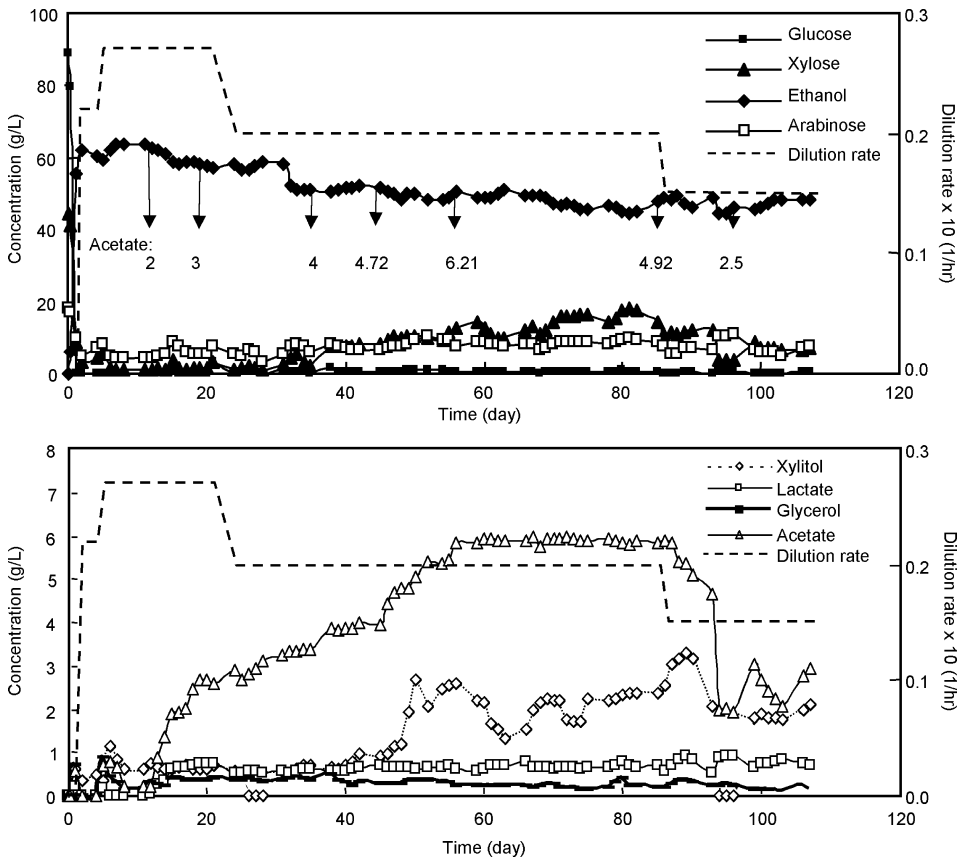 100
80
60
40
20
0
Concentration (g/L)
0.3
0.2
0.1
0.0
Dilution rate x 10 (1/hr)
Glucose
Xylose
Ethanol
Arabinose
Dilution rate
Acetate:
2 3 4 4.72 6.21 4.92 2.5
0 20 40 60 80 100 120
Time (day)
8
7
6
5
4
3
2
1
0
Concentration (g/L)
0.3
0.2
0.1
0.0
Dilution rate x 10 (1/hr)
Xylitol
Lactate
Glycerol
Acetate
Dilution rate
0 20 40 60 80 100 120
Time (day)